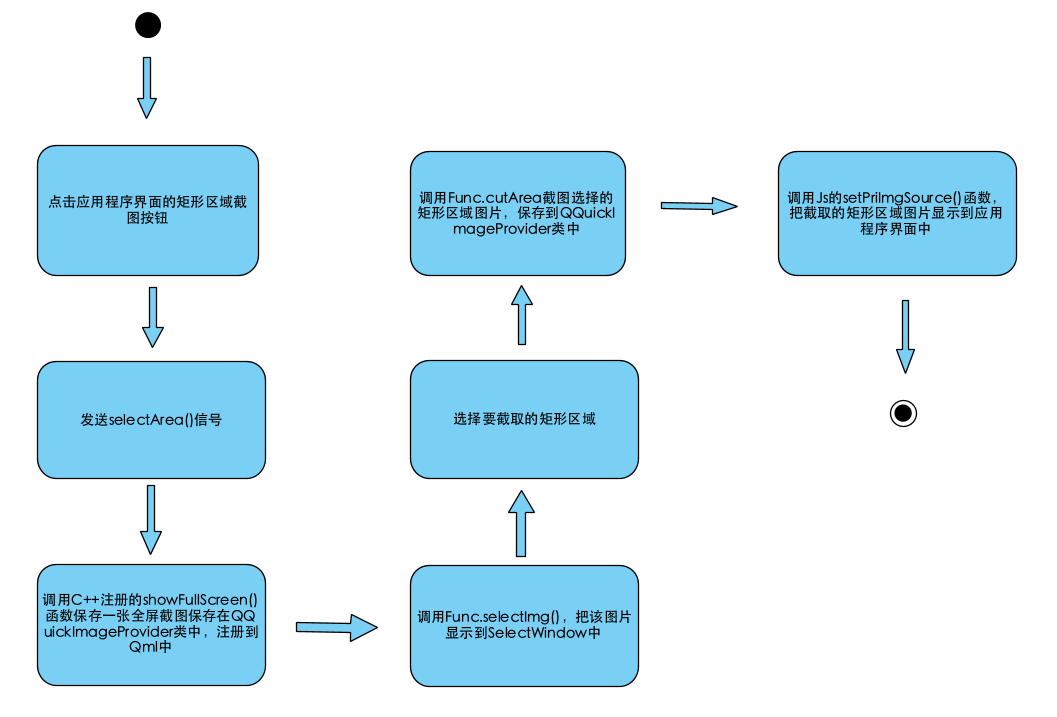 点击应用程序界面的矩形区域截
图按钮
发送selectArea()信号
调用C++注册的showFullScreen()
函数保存一张全屏截图保存在QQ
uickImageProvider类中，注册到
Qml中
调用Func.selectImg()，把该图片
显示到SelectWindow中
选择要截取的矩形区域
调用Func.cutArea截图选择的
矩形区域图片，保存到QQuickI
mageProvider类中
调用Js的setPriImgSource()函数，
把截取的矩形区域图片显示到应用
程序界面中